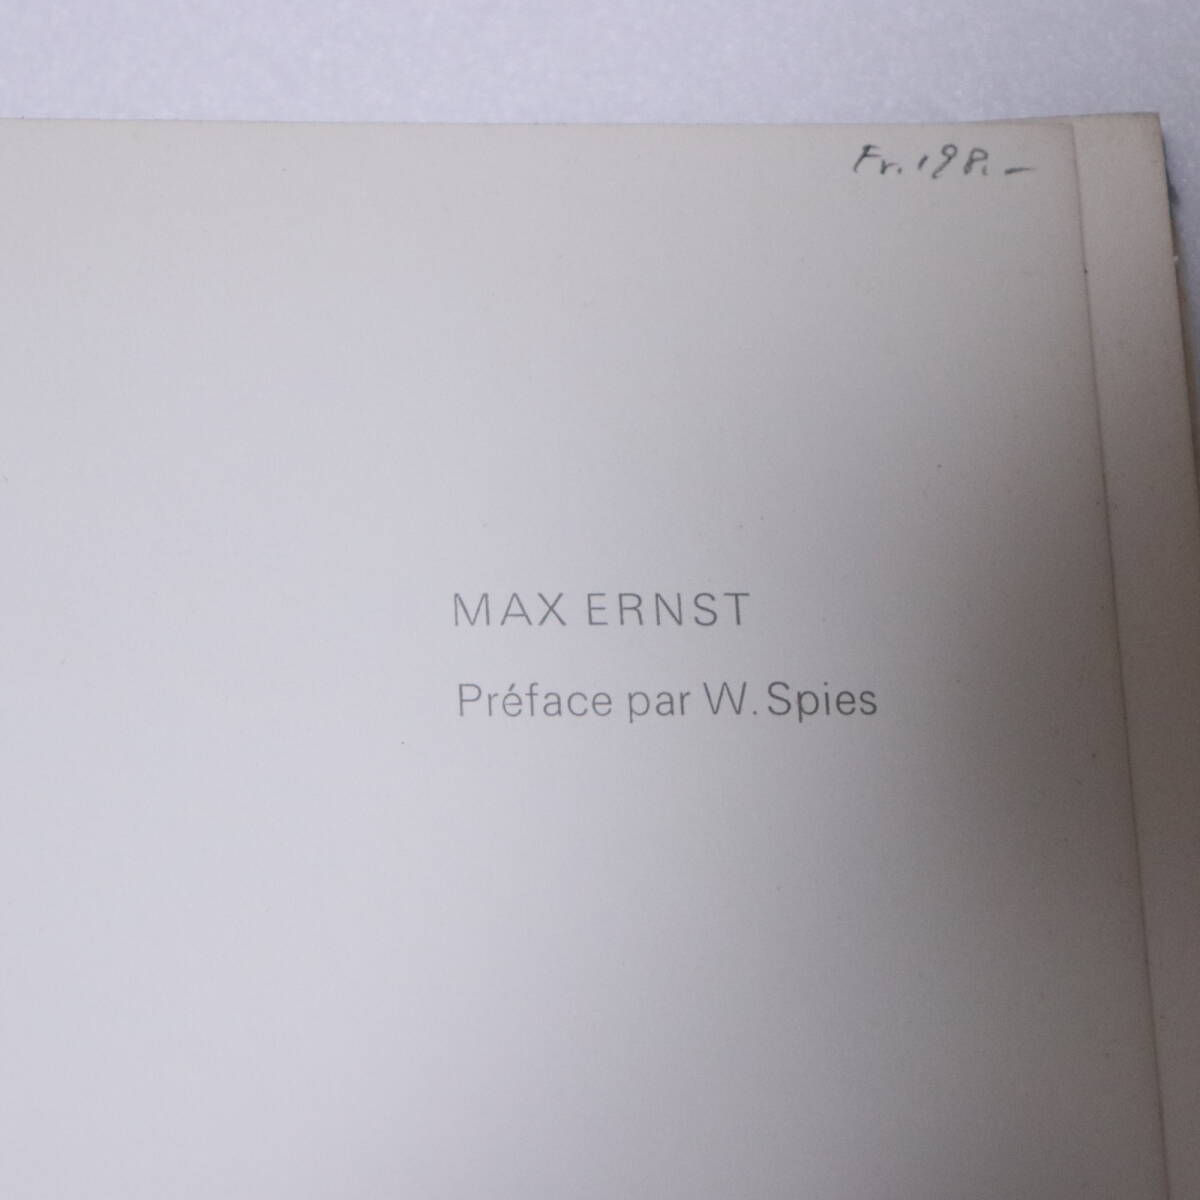 Fr. 198.–
MAX ERNST
Préface par W. Spies